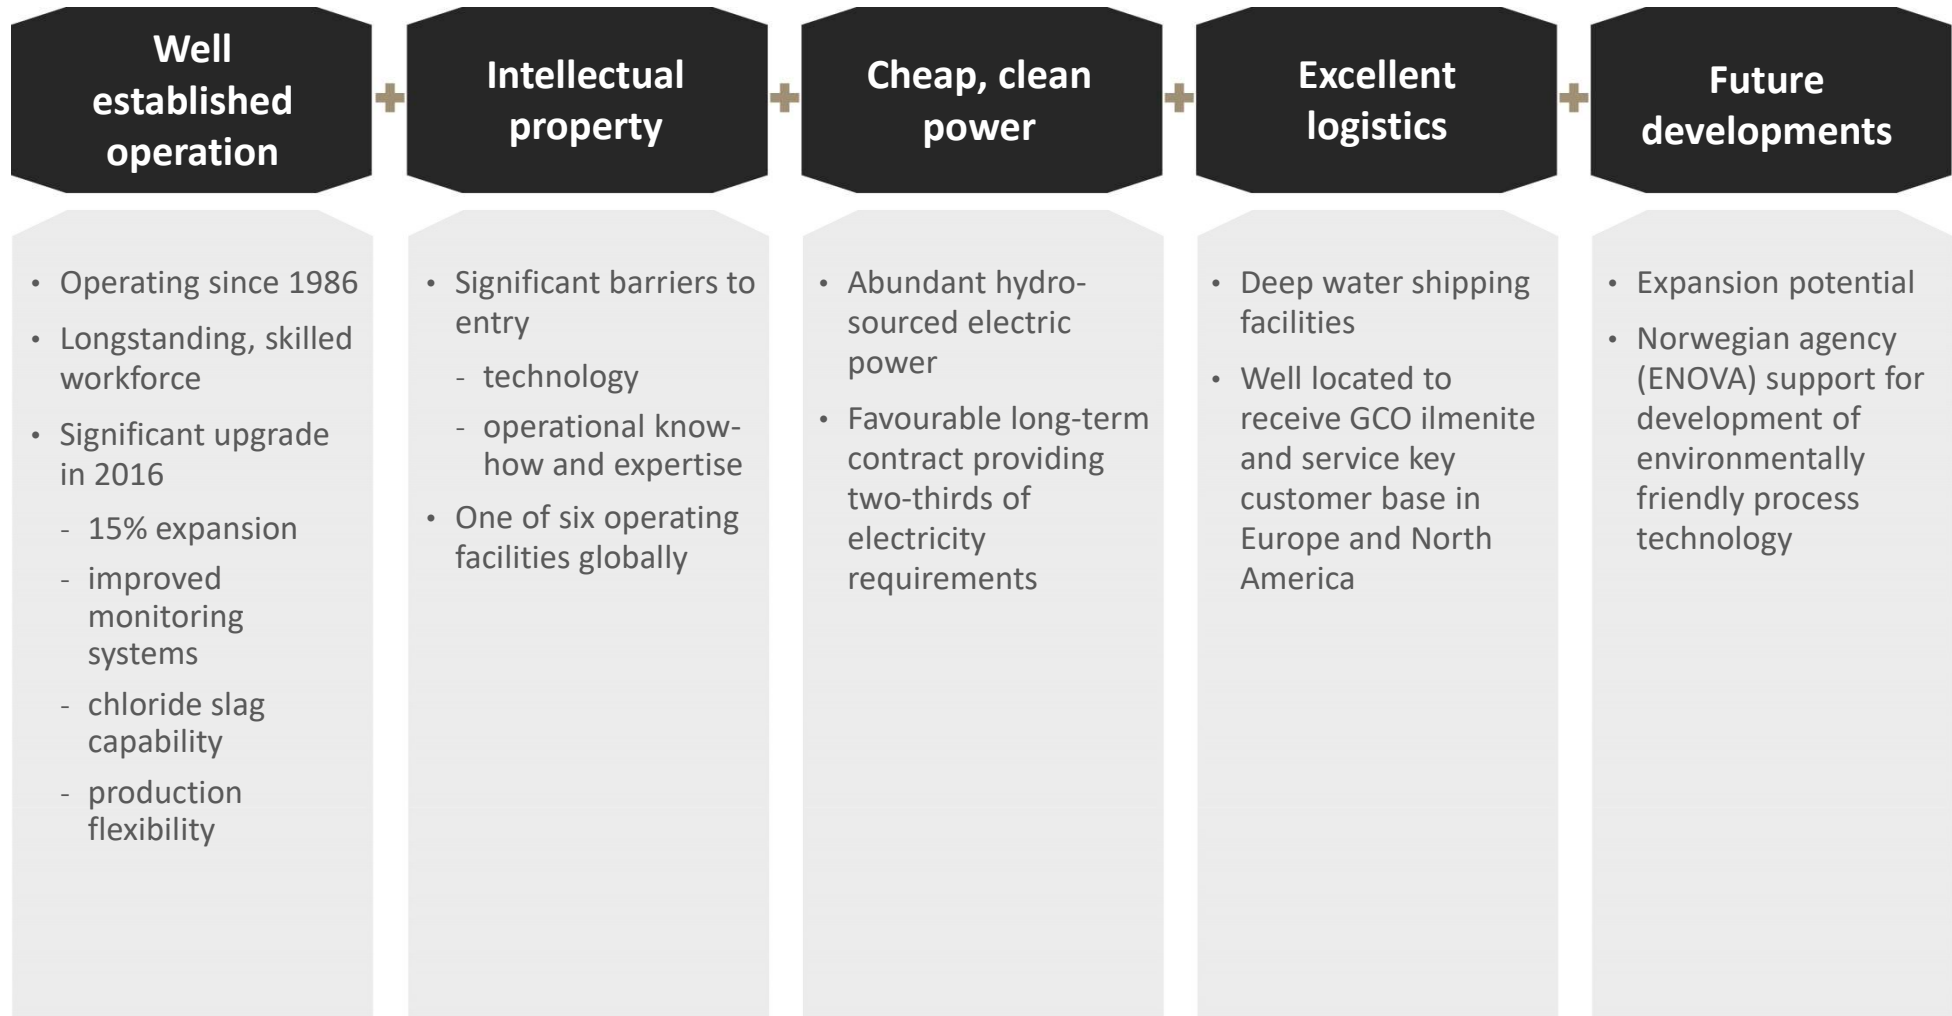 Well
established
operation
Intellectual
property
Cheap, clean
power
Excellent
logistics
Future
developments
• Operating since 1986
• Longstanding, skilled
workforce
• Significant upgrade
in 2016
- 15% expansion
- improved
monitoring
systems
- chloride slag
capability
- production
flexibility
• Significant barriers to
entry
- technology
- operational know-
how and expertise
• One of six operating
facilities globally
• Abundant hydro-
sourced electric
power
• Favourable long-term
contract providing
two-thirds of
electricity
requirements
• Deep water shipping
facilities
• Well located to
receive GCO ilmenite
and service key
customer base in
Europe and North
America
• Expansion potential
• Norwegian agency
(ENOVA) support for
development of
environmentally
friendly process
technology